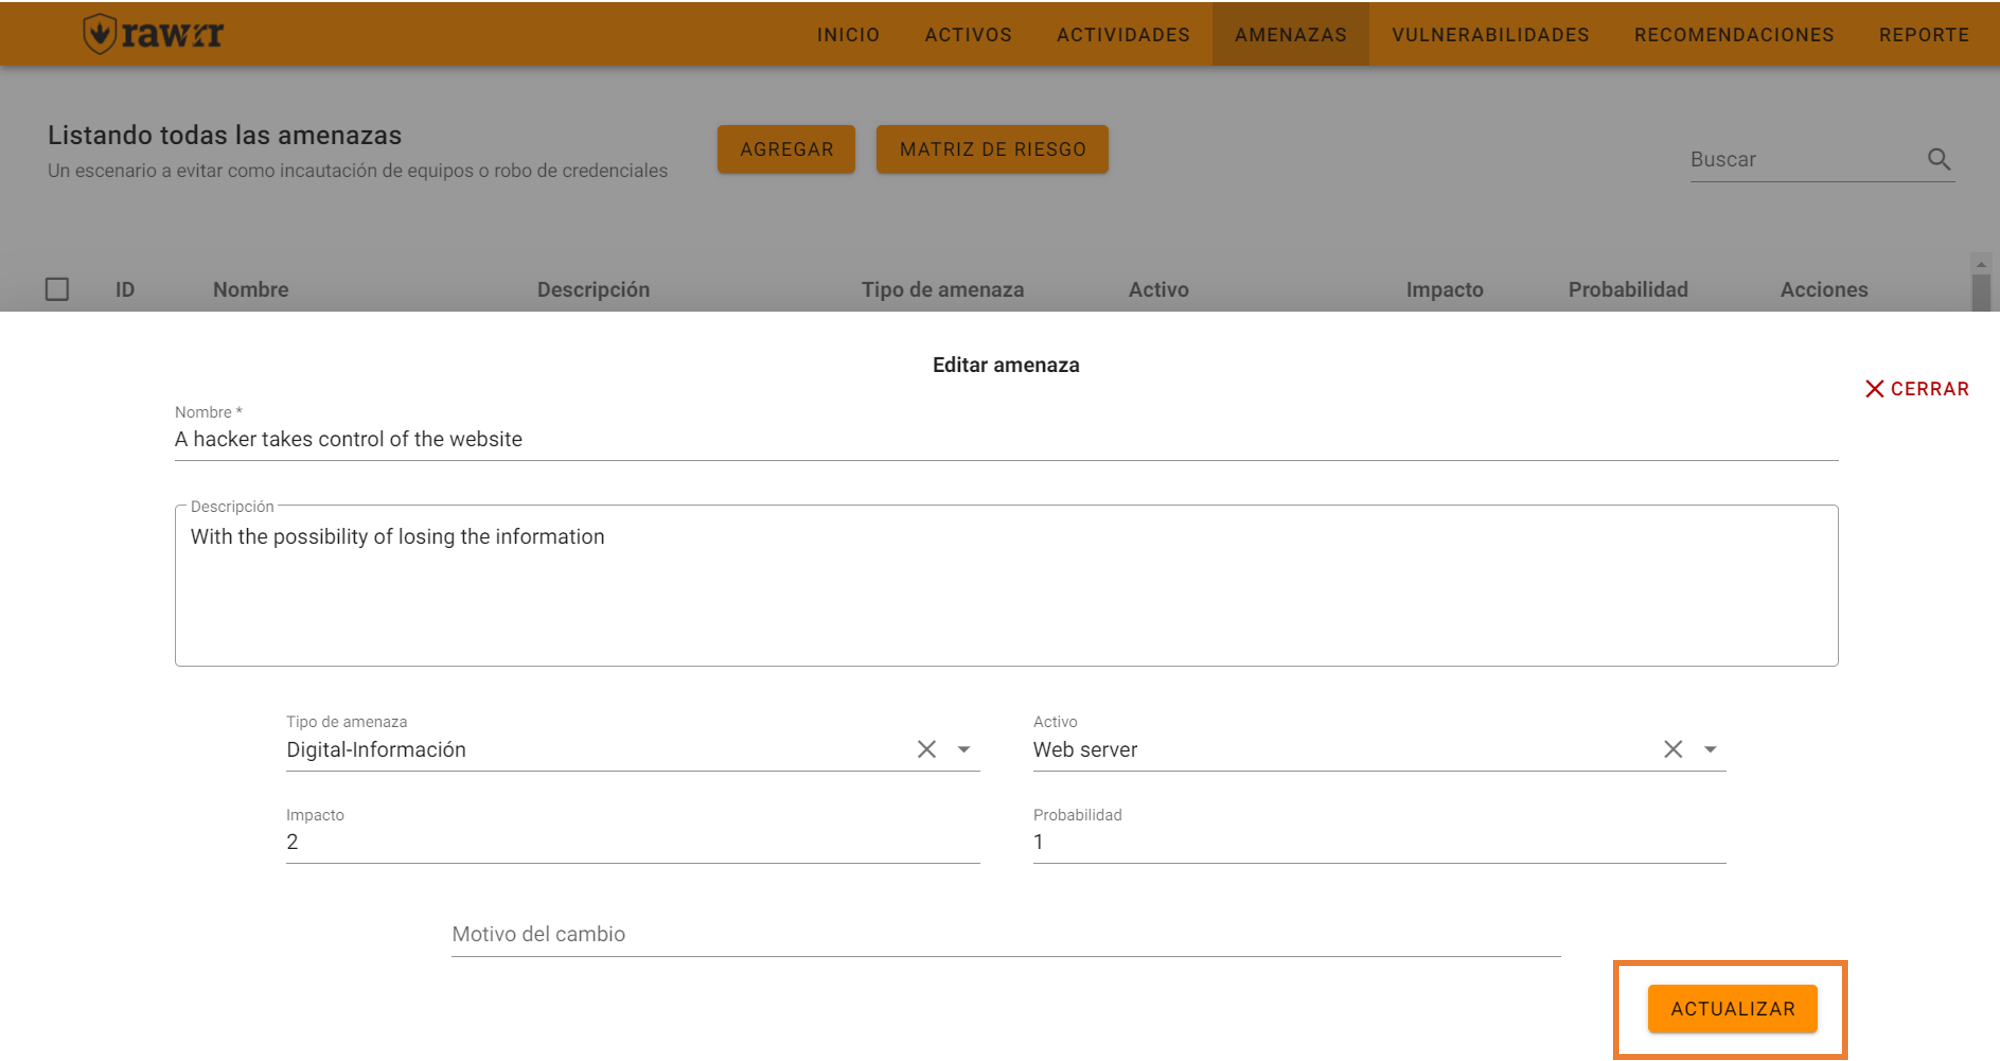 rawrr
INICIO ACTIVOS ACTIVIDADES AMENAZAS VULNERABILIDADES RECOMENDACIONES REPORTE
Listando todas las amenazas
Un escenario a evitar como incautación de equipos o robo de credenciales
AGREGAR MATRIZ DE RIESGO
Buscar
ID Nombre Descripción Tipo de amenaza Activo Impacto Probabilidad Acciones
Editar amenaza
CERRAR
Nombre *
A hacker takes control of the website
Descripción
With the possibility of losing the information
Tipo de amenaza Activo
Digital-Información Web server
Impacto Probabilidad
2 1
Motivo del cambio
ACTUALIZAR